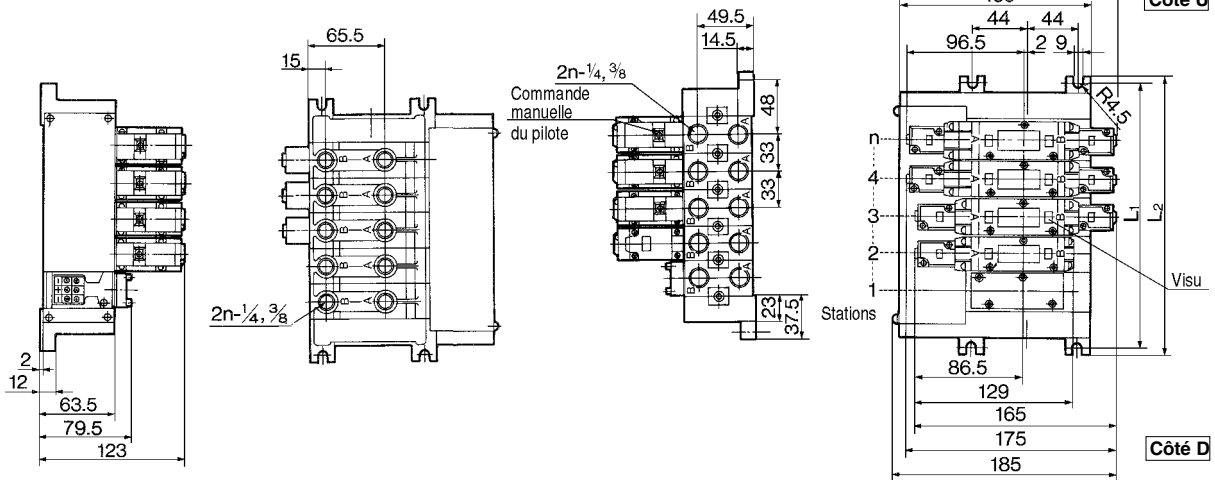 Côté U
44
44
96.5
2
9
R4.5
n
4
3
2
1
Stations
Visu
L1
L2
86.5
129
165
175
185
Côté D
49.5
14.5
2n-¼, ⅜
Commande
manuelle
du pilote
48
33
33
23
37.5
B
A
65.5
15
B
A
B
A
B
A
B
A
B
A
2n-¼, ⅜
2
12
63.5
79.5
123